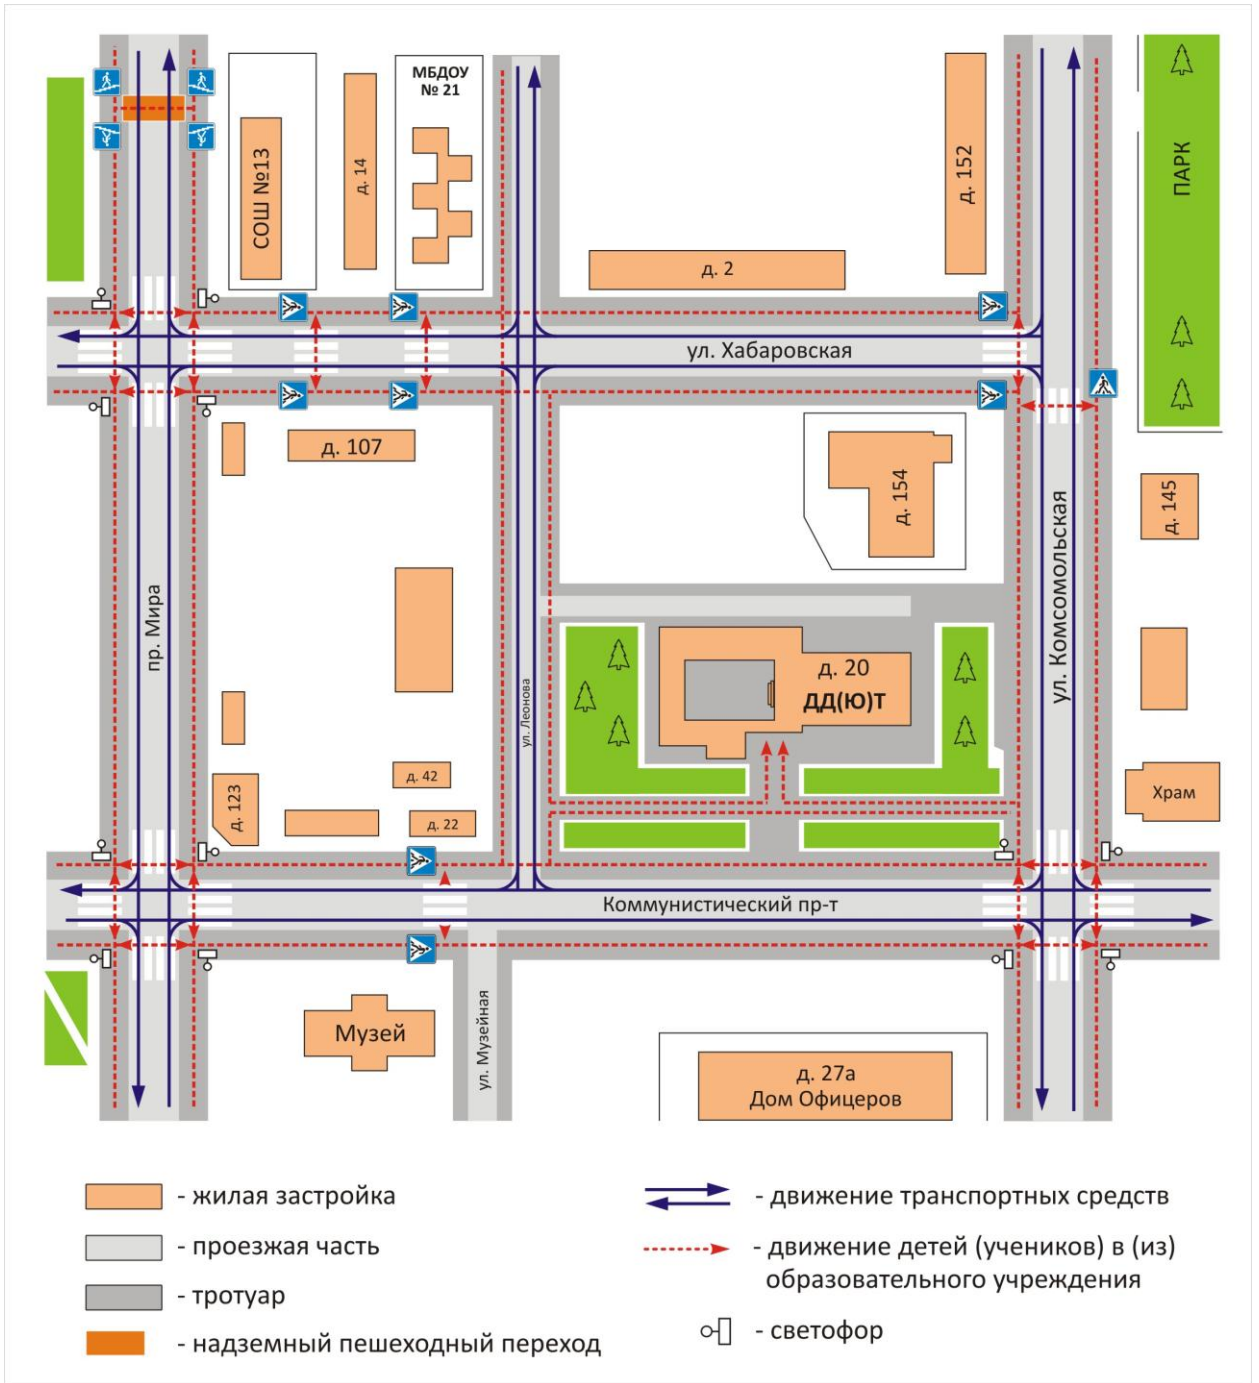 МБДОУ
№ 21
СОШ №13
д. 14
д. 152
ПАРК
д. 2
ул. Хабаровская
д. 107
д. 154
д. 145
пр. Мира
ул. Леонова
ул. Комсомольская
д. 20
ДД(Ю)Т
д. 42
д. 123
д. 22
Храм
Коммунистический пр-т
Музей
ул. Музейная
д. 27а
Дом Офицеров
- жилая застройка
- проезжая часть
- тротуар
- надземный пешеходный переход
- движение транспортных средств
- движение детей (учеников) в (из)
образовательного учреждения
- светофор